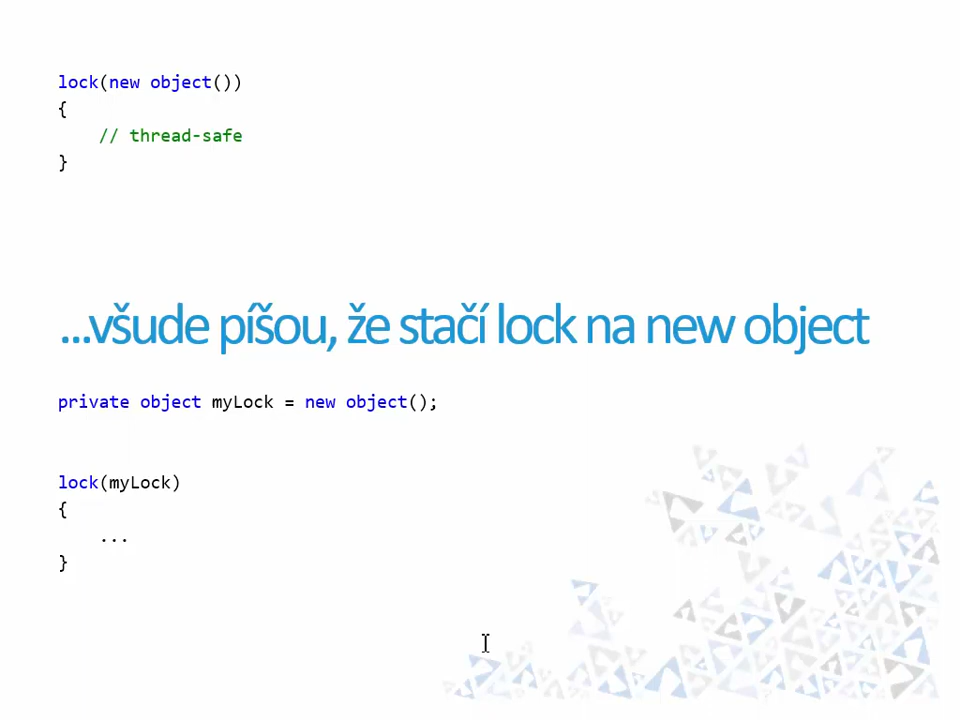 lock(new object())
{
    // thread-safe
}
...všude píšou, že stačí lock na new object
private object myLock = new object();
lock(myLock)
{
    ...
}